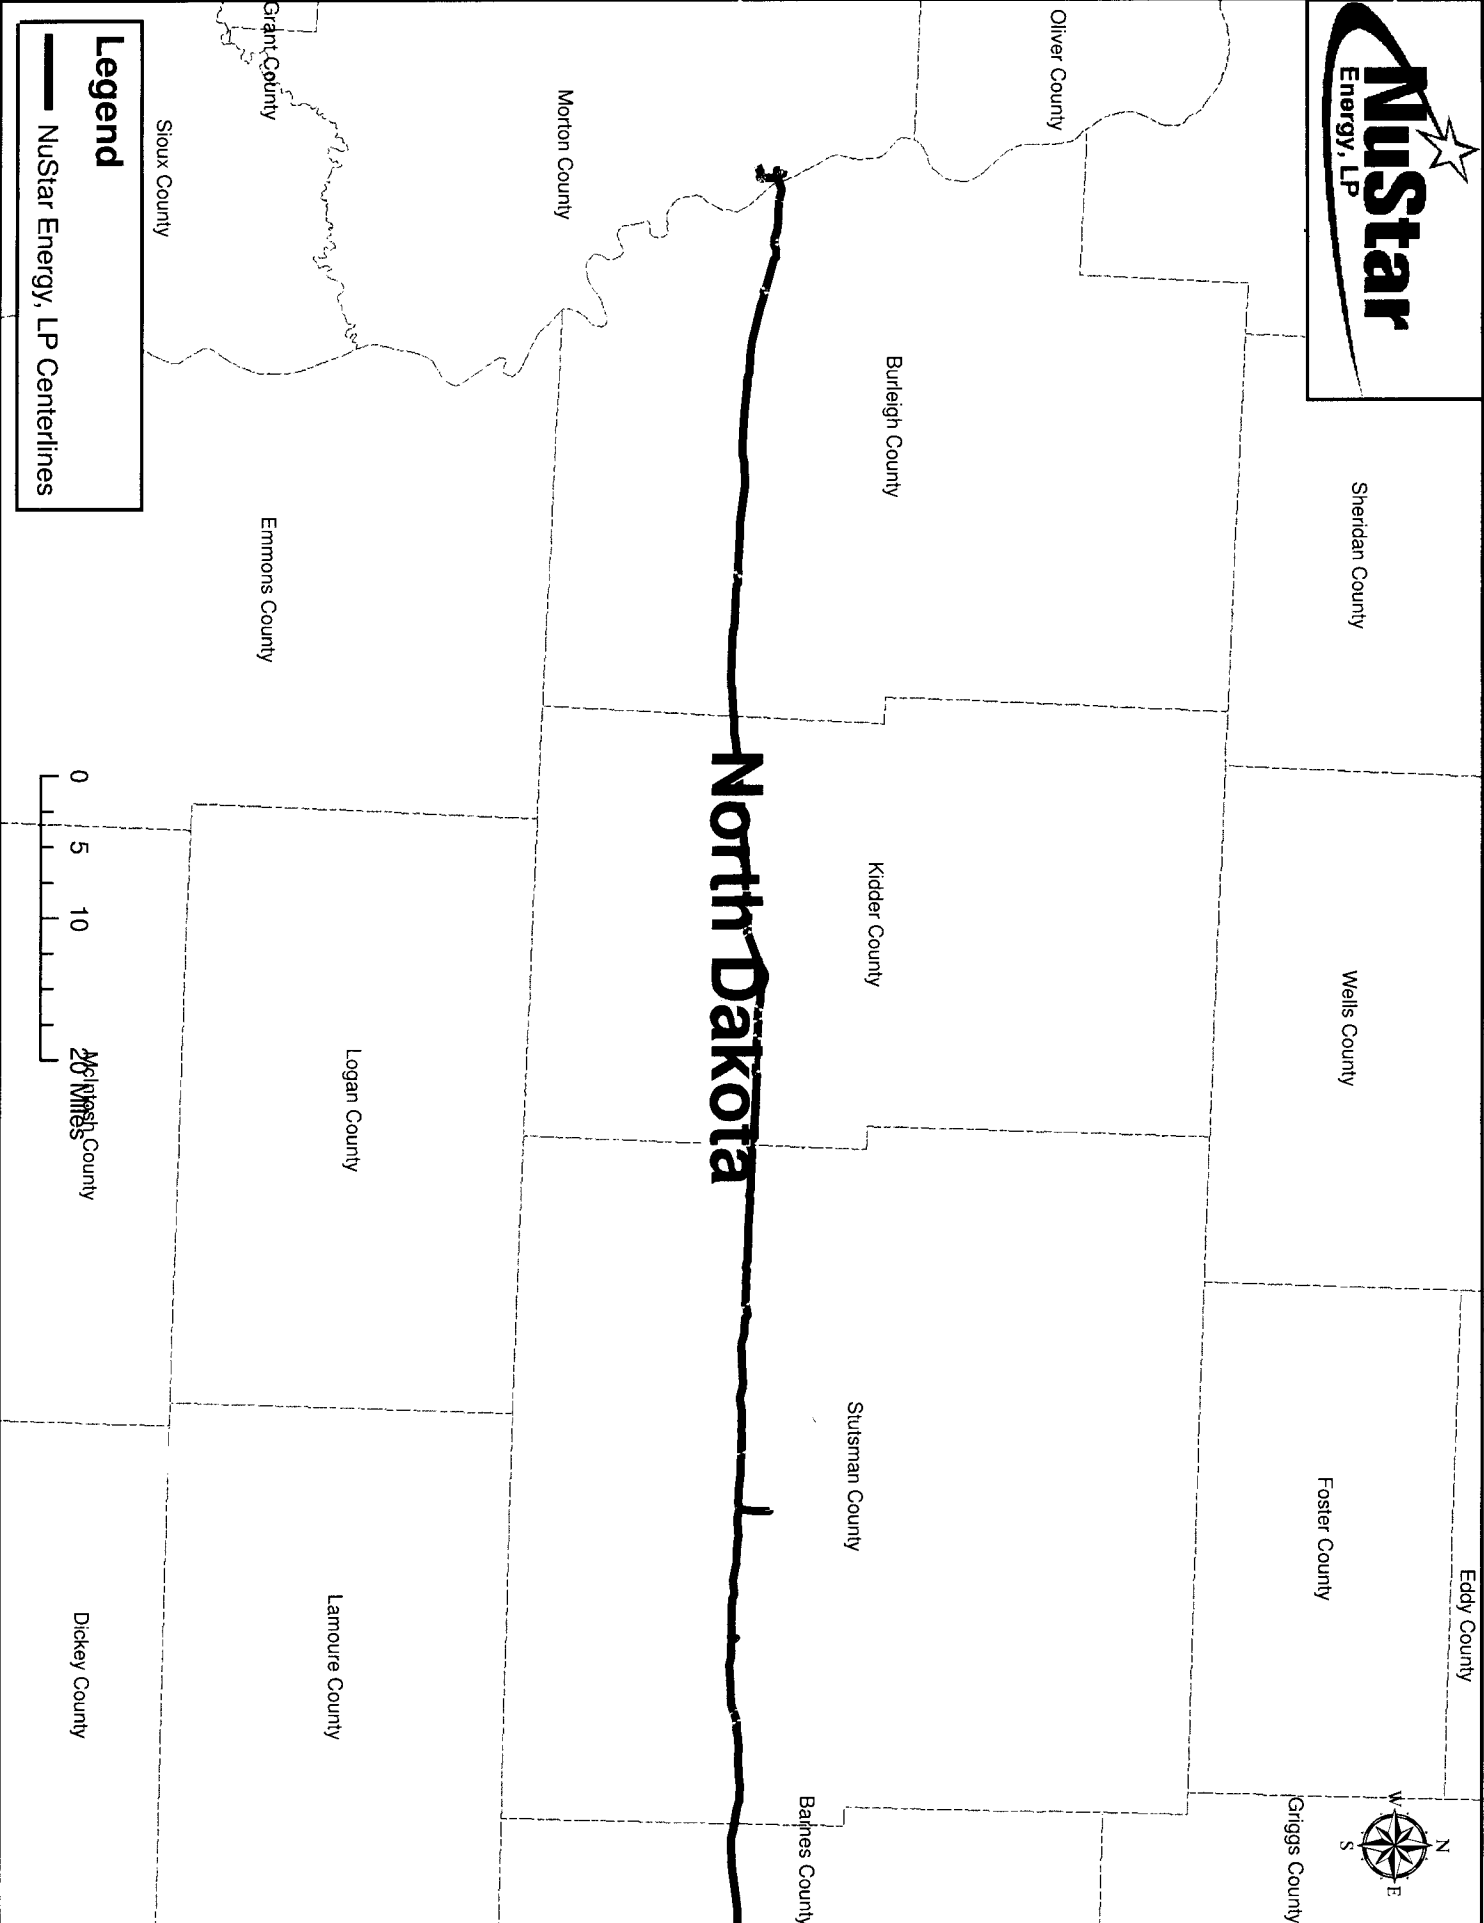 NuStar
Energy, LP
N
W
E
S
Eddy County
Sheridan County
Wells County
Foster County
Griggs County
Oliver County
Burleigh County
Kidder County
Stutsman County
Barnes County
North Dakota
Morton County
Logan County
Lamoure County
Grant County
Emmons County
Sioux County
McIntosh County
Dickey County
Legend
NuStar Energy, LP Centerlines
0 5 10 20 Miles